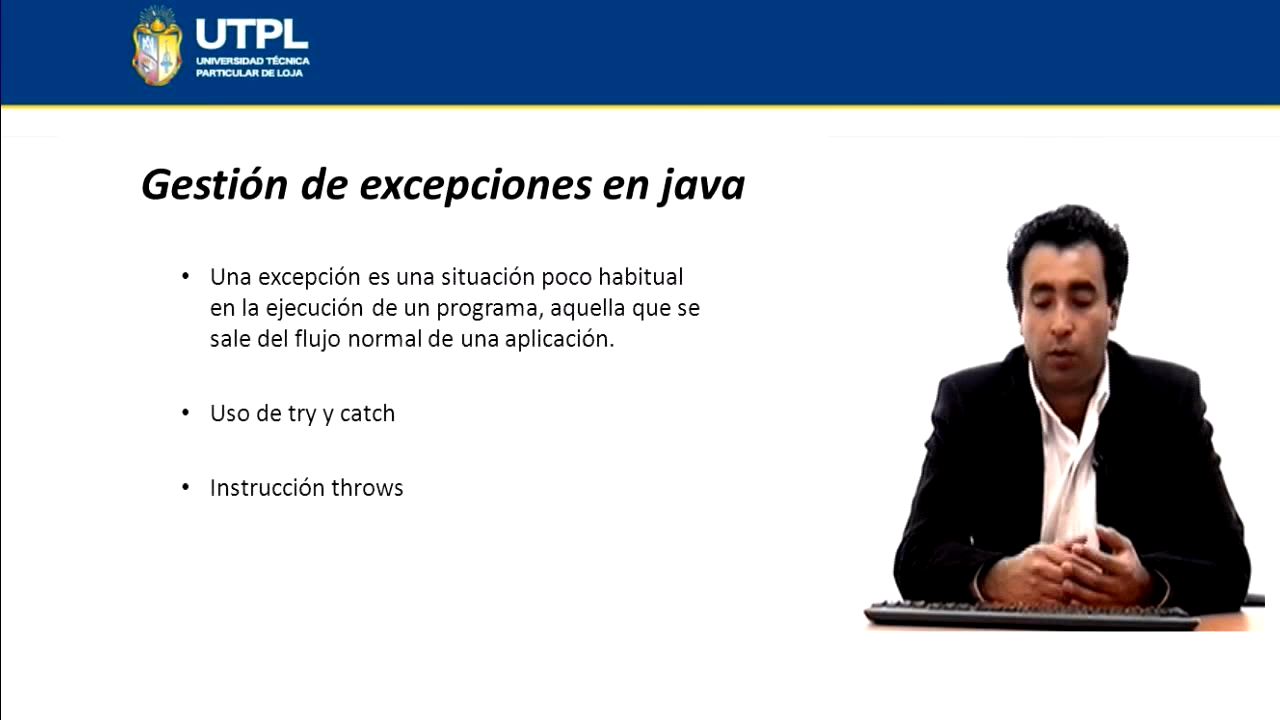 UTPL
UNIVERSIDAD TÉCNICA
PARTICULAR DE LOJA
Gestión de excepciones en java
• Una excepción es una situación poco habitual
en la ejecución de un programa, aquella que se
sale del flujo normal de una aplicación.
• Uso de try y catch
• Instrucción throws